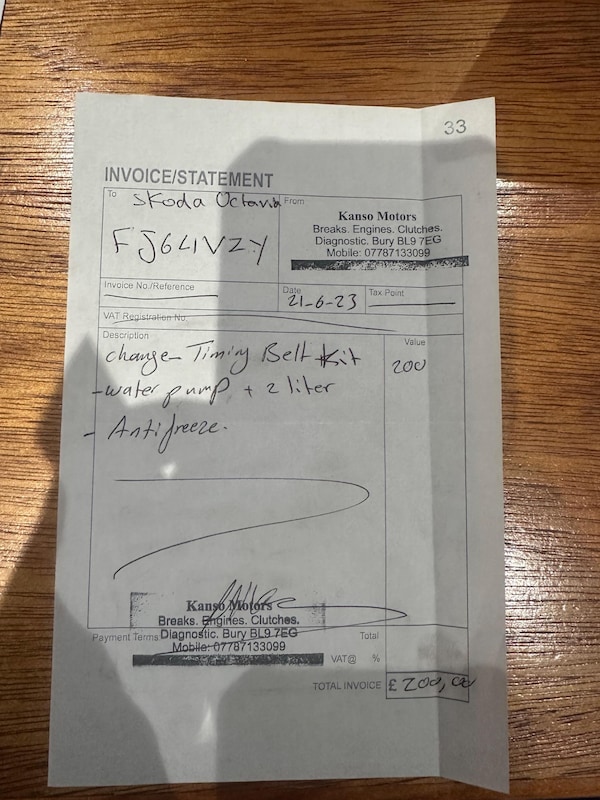 33
INVOICE/STATEMENT
To Skoda Octavia
FJ64VZY
From
Kanso Motors
Breaks. Engines. Clutches.
Diagnostic. Bury BL9 7EG
Mobile: 07787133099
Invoice No./Reference
Date 21-6-23
Tax Point
VAT Registration No.
Description
Value
change - Timing Belt Kit
200
- water pump + 2 liter
- Antifreeze.
Kanso Motors
Breaks. Engines. Clutches.
Payment Terms Diagnostic. Bury BL9 7EG
Mobile: 07787133099
Total
VAT@ %
TOTAL INVOICE £ 200,00